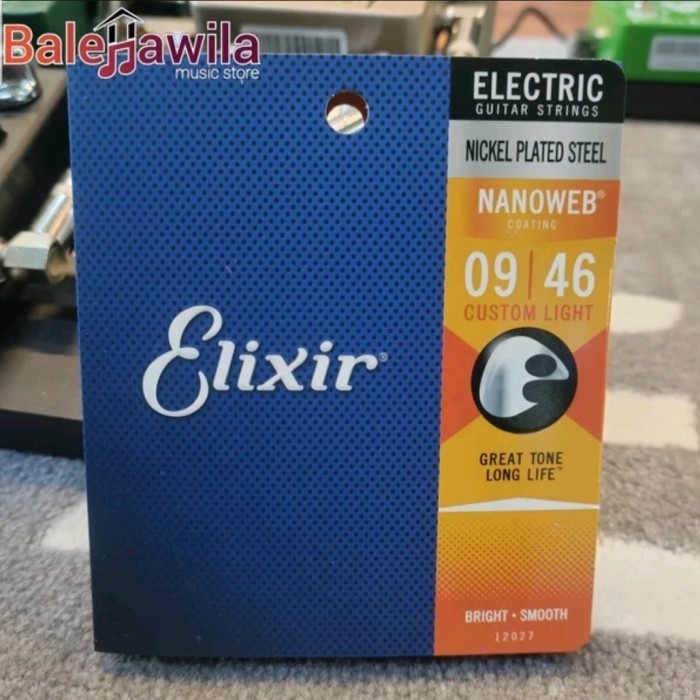 BaleHawila
music store
ELECTRIC
GUITAR STRINGS
NICKEL PLATED STEEL
NANOWEB®
COATING
09 | 46
CUSTOM LIGHT
Elixir®
GREAT TONE
LONG LIFE™
BRIGHT • SMOOTH
12027